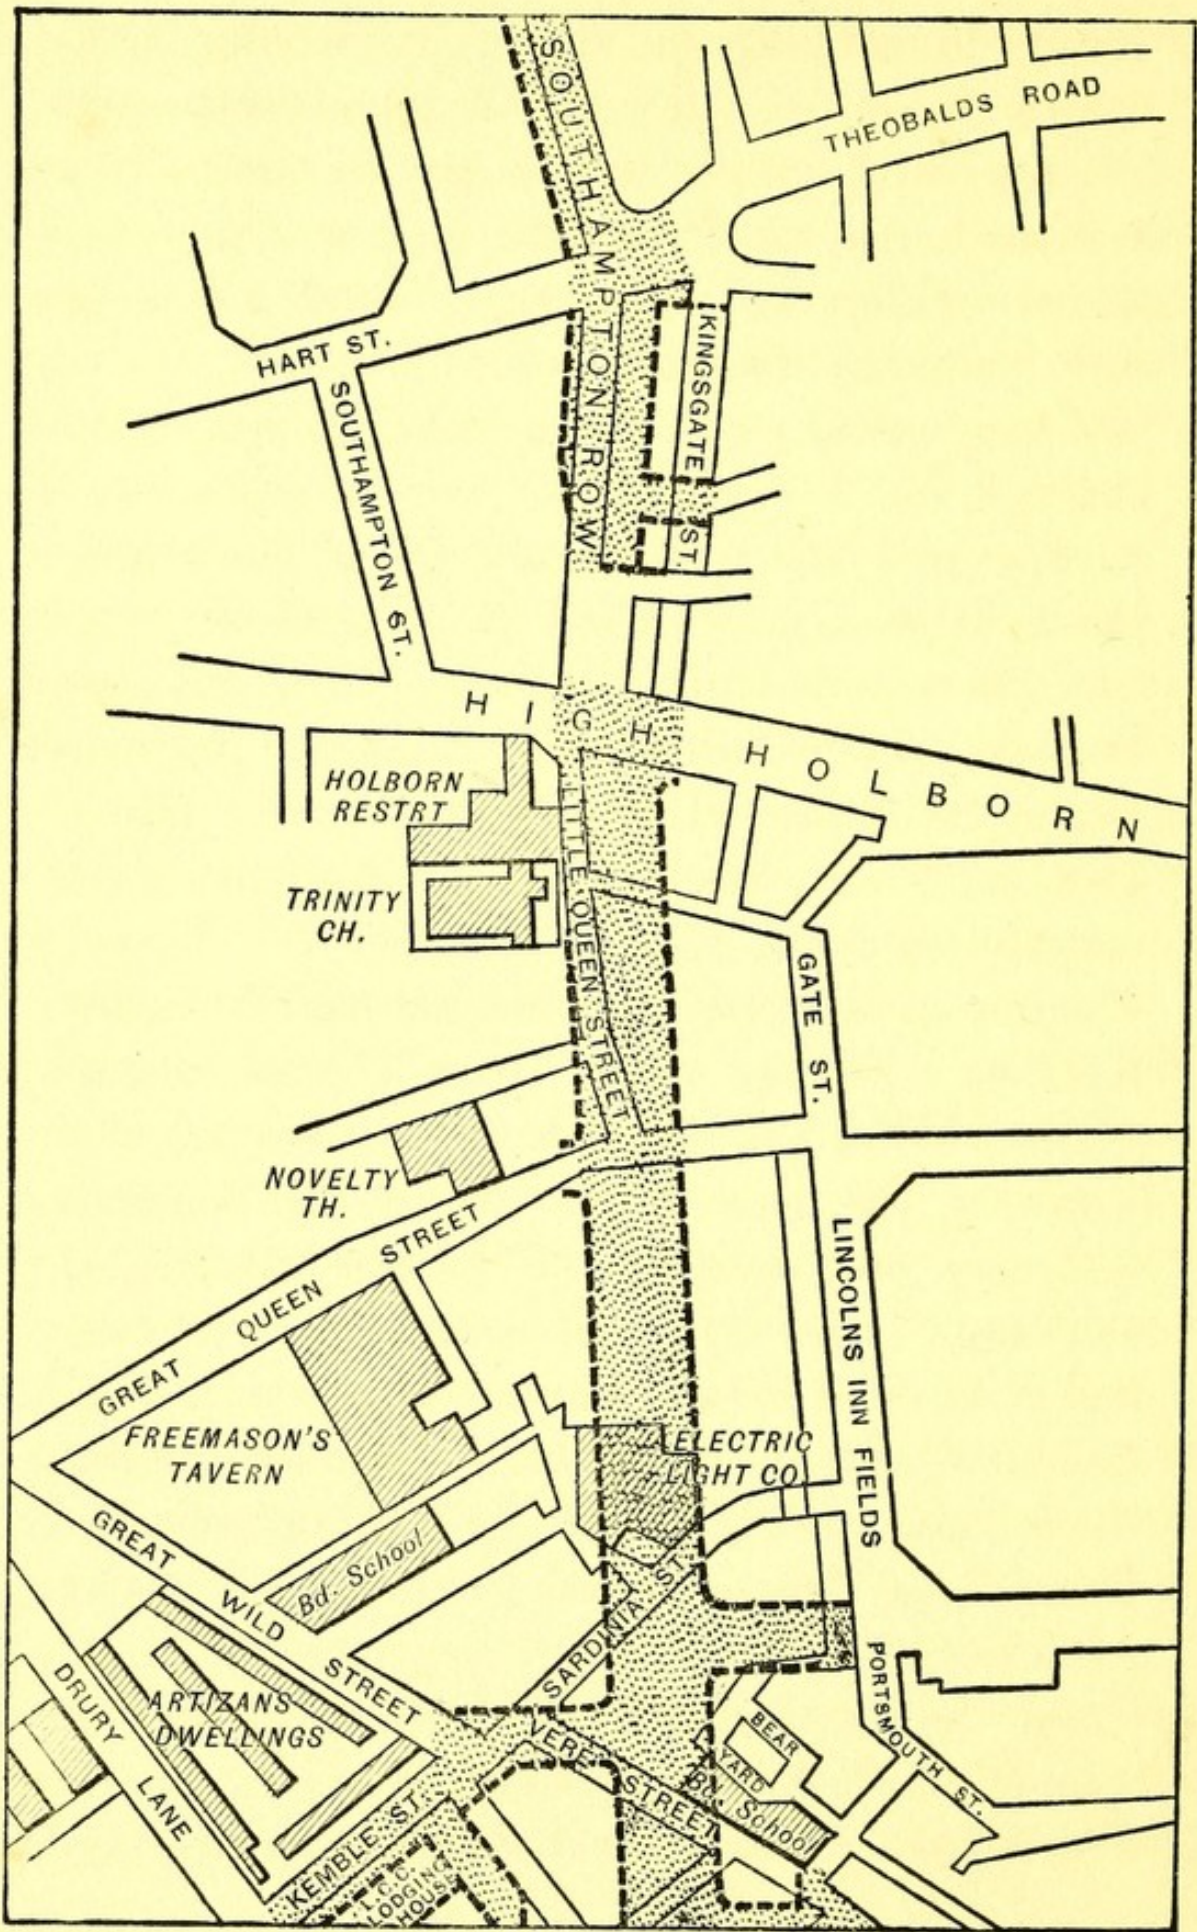 SOUTHAMPTON ROW
THEOBALDS ROAD
HART ST.
KINGSGATE ST.
SOUTHAMPTON ST.
HIGH HOLBORN
HOLBORN
RESTRT
LITTLE QUEEN STREET
TRINITY
CH.
GATE ST.
NOVELTY
TH.
GREAT QUEEN STREET
LINCOLNS INN FIELDS
FREEMASON'S
TAVERN
ELECTRIC
LIGHT CO.
GREAT WILD STREET
Bd. School
SARDINIA ST.
DRURY LANE
ARTIZANS
DWELLINGS
PORTSMOUTH ST.
VERE STREET
BEAR
YARD
Bd. School
KEMBLE ST.
L.C.C.
LODGING
HOUSE